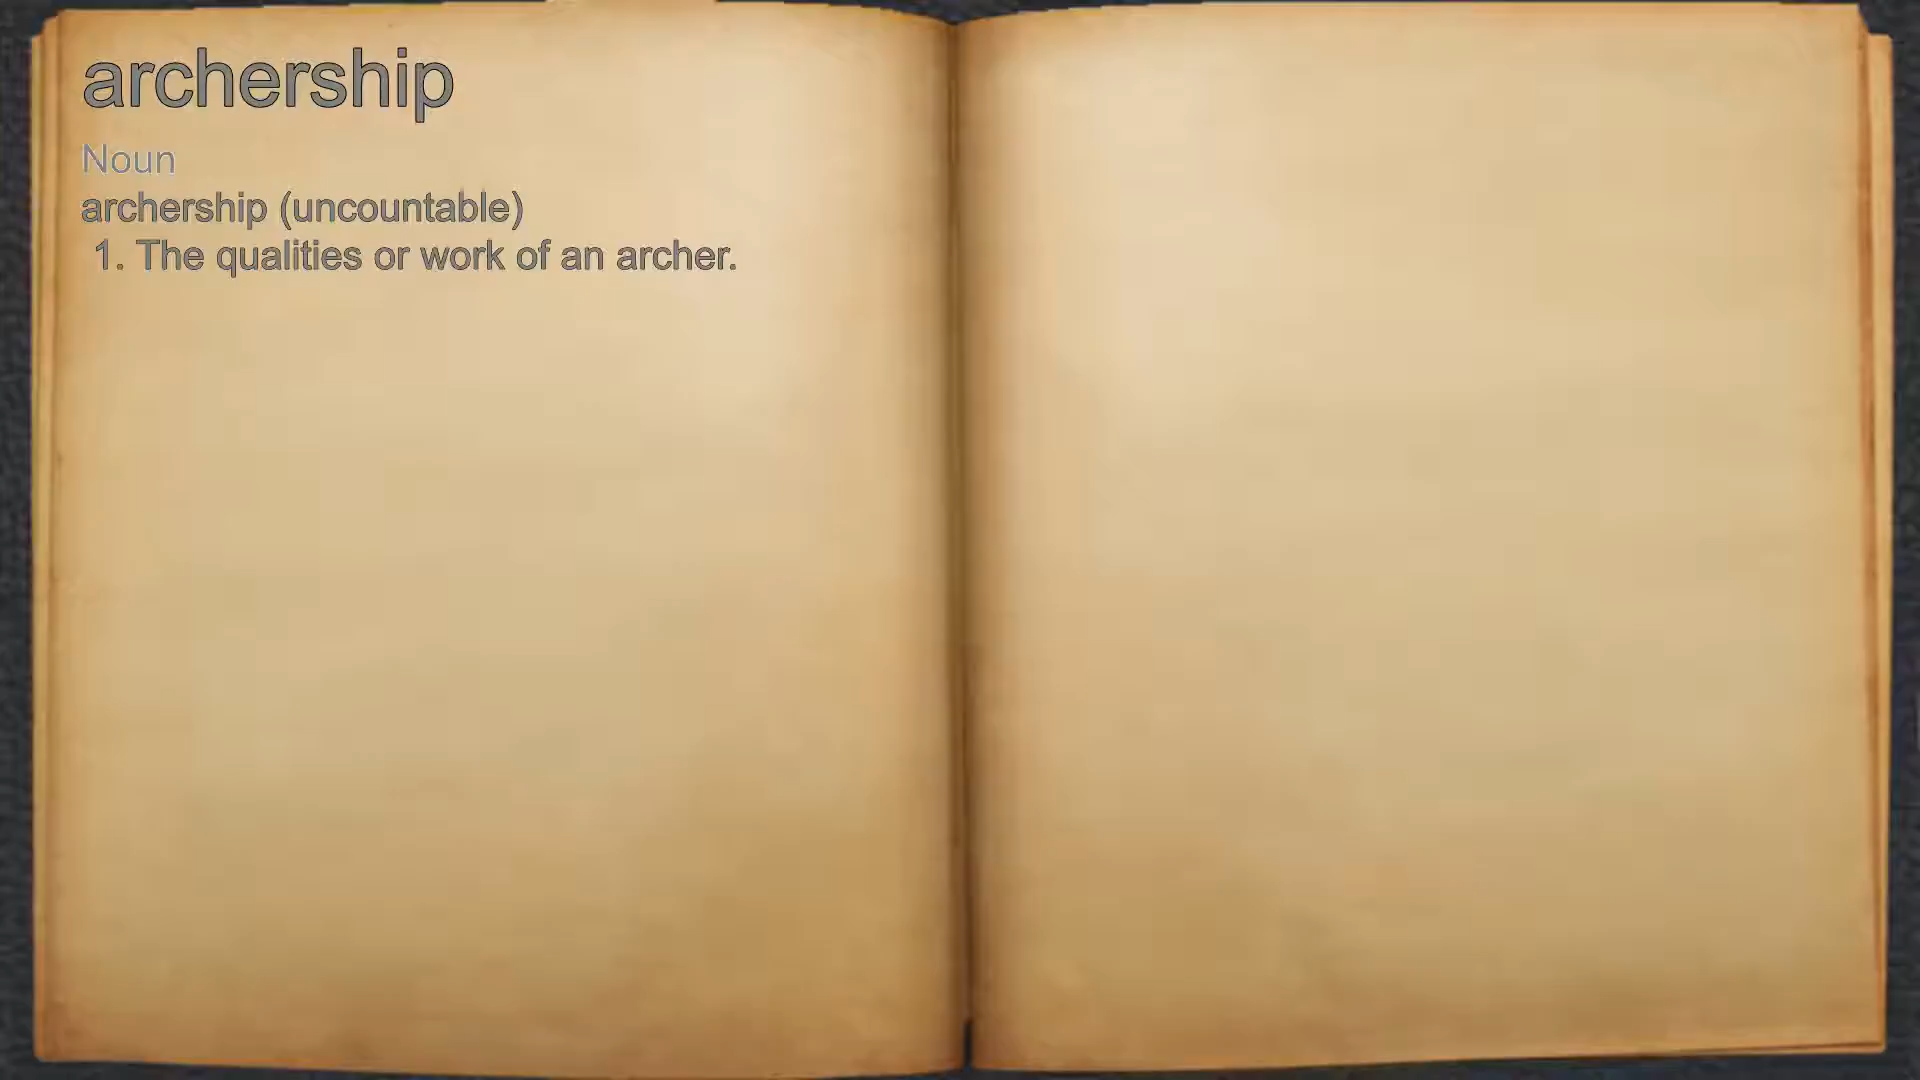 archership
Noun
archership (uncountable)
1. The qualities or work of an archer.